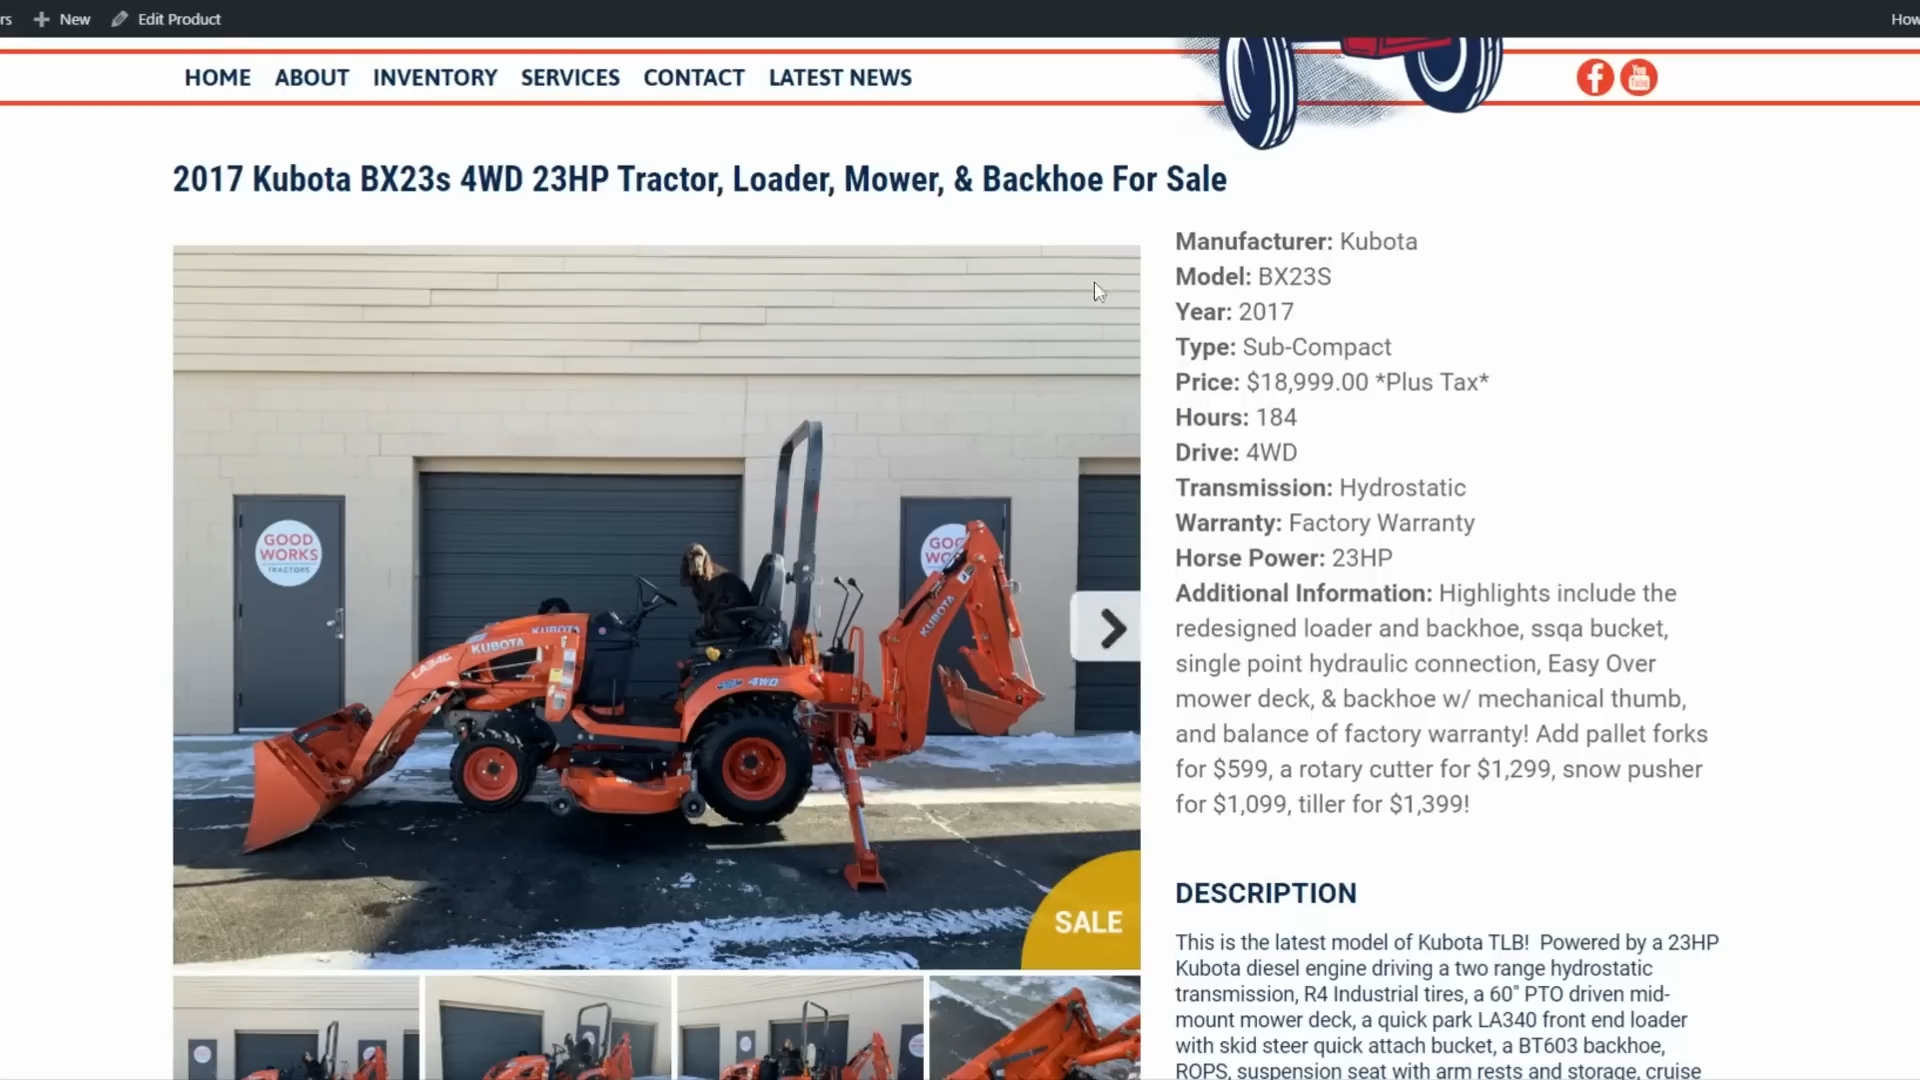 rs New Edit Product How
HOME ABOUT INVENTORY SERVICES CONTACT LATEST NEWS
You Tube
2017 Kubota BX23s 4WD 23HP Tractor, Loader, Mower, & Backhoe For Sale
GOOD
WORKS
TRACTORS
KUBOTA
KUBOTA
LA340
4WD
GOO
WO
KUBOTA
SALE
Manufacturer: Kubota
Model: BX23S
Year: 2017
Type: Sub-Compact
Price: $18,999.00 *Plus Tax*
Hours: 184
Drive: 4WD
Transmission: Hydrostatic
Warranty: Factory Warranty
Horse Power: 23HP
Additional Information: Highlights include the
redesigned loader and backhoe, ssqa bucket,
single point hydraulic connection, Easy Over
mower deck, & backhoe w/ mechanical thumb,
and balance of factory warranty! Add pallet forks
for $599, a rotary cutter for $1,299, snow pusher
for $1,099, tiller for $1,399!
DESCRIPTION
This is the latest model of Kubota TLB! Powered by a 23HP
Kubota diesel engine driving a two range hydrostatic
transmission, R4 Industrial tires, a 60" PTO driven mid-
mount mower deck, a quick park LA340 front end loader
with skid steer quick attach bucket, a BT603 backhoe,
ROPS, suspension seat with arm rests and storage, cruise